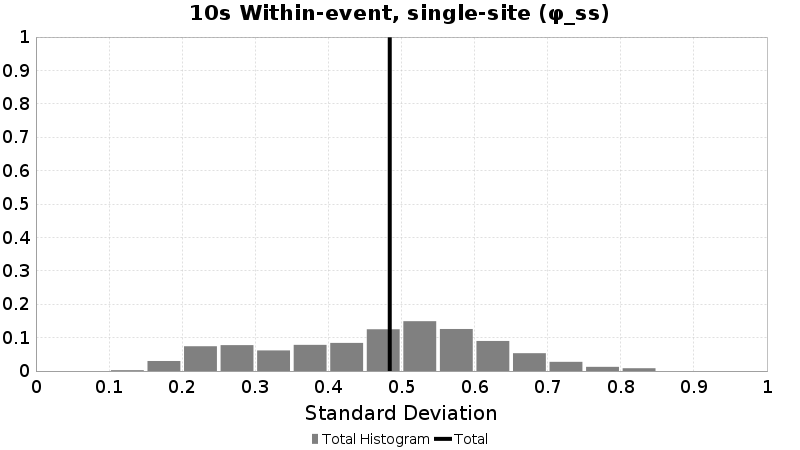 10s Within-event, single-site (φ_ss)
1
0.9
0.8
0.7
0.6
0.5
0.4
0.3
0.2
0.1
0
0 0.1 0.2 0.3 0.4 0.5 0.6 0.7 0.8 0.9 1
Standard Deviation
Total Histogram Total